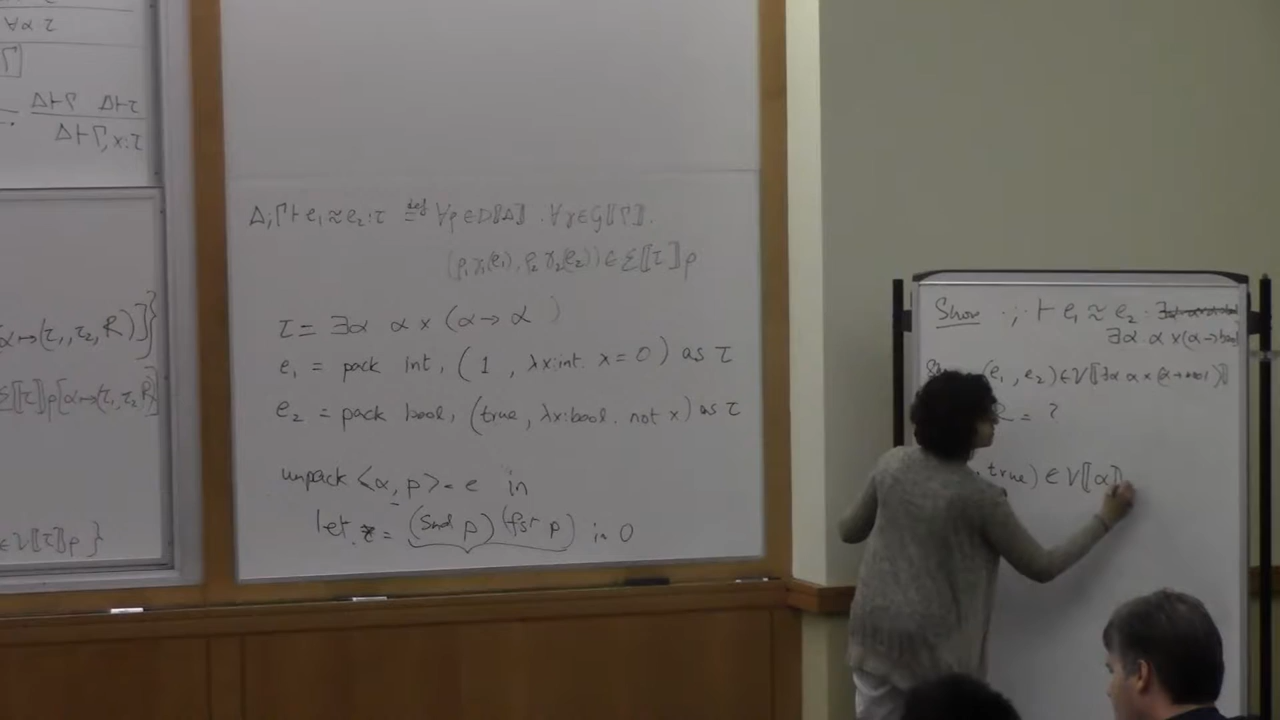 τ ∀α Δ
Γ
Δ⊢Γ Δ⊢τ
Δ⊢Γ, x:τ
α↦(τ₁,τ₂,R)]}
ℰ⟦τ⟧ρ[α↦(τ₁,τ₂,R)
∈𝒱⟦τ⟧ρ }
Δ;Γ⊢e₁≈e₂:τ ≝ ∀ρ∈D⟦Δ⟧. ∀γ∈G⟦Γ⟧.
(ρ₁γ₁(e₁), ρ₂γ₂(e₂))∈ℰ⟦τ⟧ρ
τ = ∃α α × (α → α )
e₁ = pack int, (1 , λx:int. x=0) as τ
e₂ = pack bool, (true, λx:bool. not x) as τ
unpack <α, p> = e in
let z = (snd p)(fst p) in 0
Show ·; ⊢ e₁ ≈ e₂
∃α.α×(α→bool
(e₁, e₂)∈𝒱⟦∃α α×(α→bool)⟧
R = ?
, true) ∈ V⟦α⟧